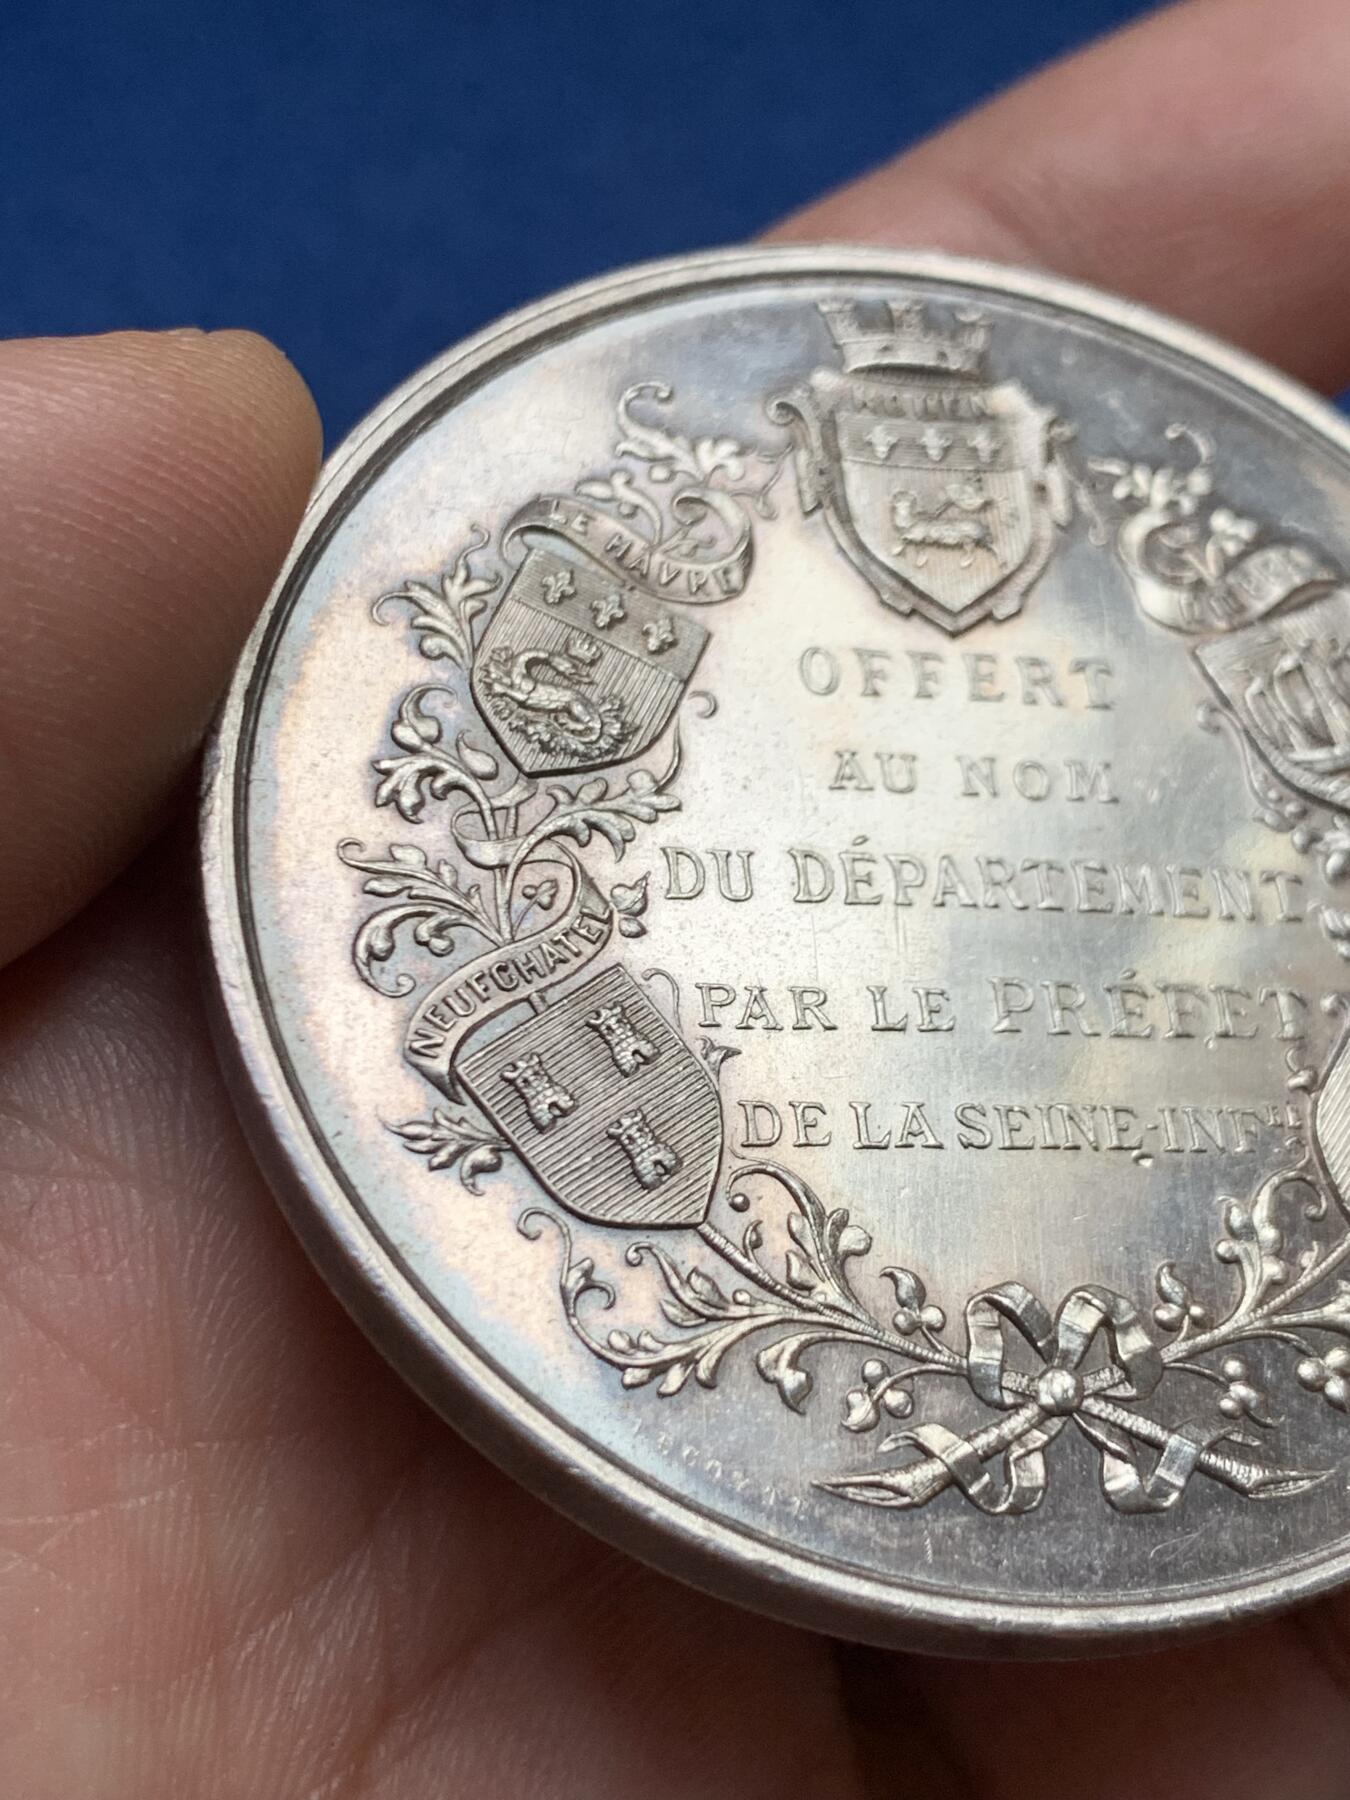 ROUEN
LE HAVRE
NEUFCHATEL
OFFERT
AU NOM
DU DÉPARTEMENT
PAR LE PRÉFET
DE LA SEINE-INFRE